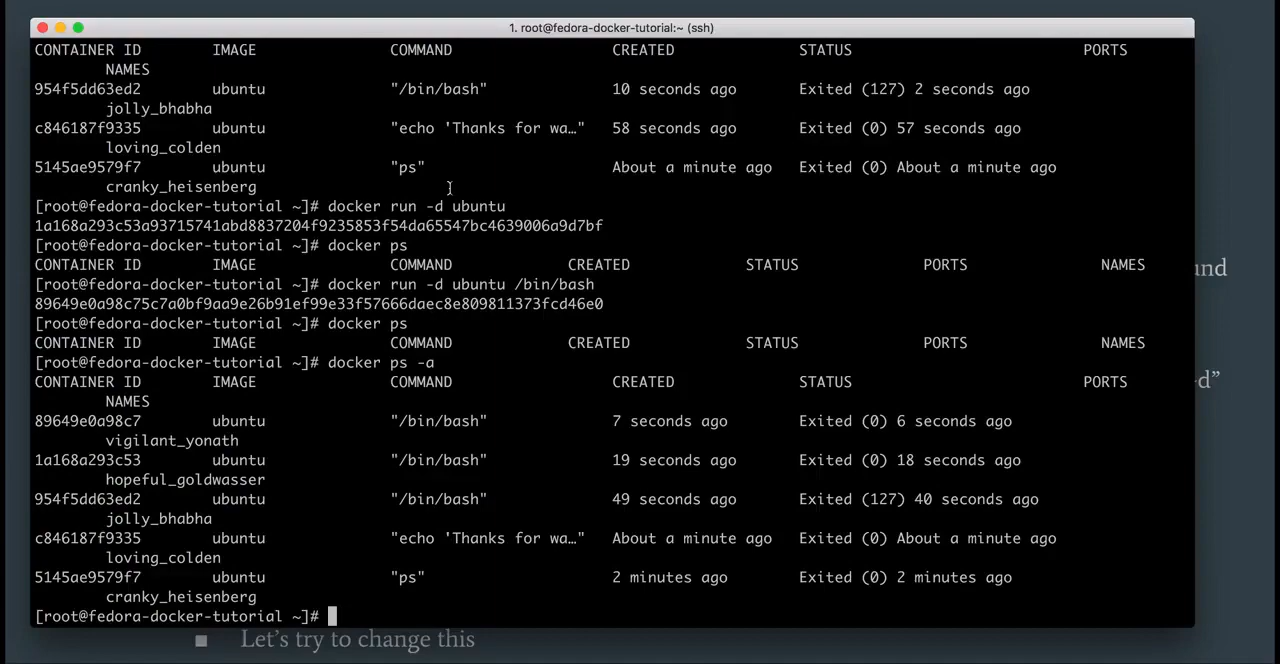 1. root@fedora-docker-tutorial:~ (ssh)
CONTAINER ID IMAGE COMMAND CREATED STATUS PORTS
NAMES
954f5dd63ed2 ubuntu "/bin/bash" 10 seconds ago Exited (127) 2 seconds ago
jolly_bhabha
c846187f9335 ubuntu "echo 'Thanks for wa…" 58 seconds ago Exited (0) 57 seconds ago
loving_colden
5145ae9579f7 ubuntu "ps" About a minute ago Exited (0) About a minute ago
cranky_heisenberg
[root@fedora-docker-tutorial ~]# docker run -d ubuntu
1a168a293c53a93715741abd8837204f9235853f54da65547bc4639006a9d7bf
[root@fedora-docker-tutorial ~]# docker ps
CONTAINER ID IMAGE COMMAND CREATED STATUS PORTS NAMES
[root@fedora-docker-tutorial ~]# docker run -d ubuntu /bin/bash
89649e0a98c75c7a0bf9aa9e26b91ef99e33f57666daec8e809811373fcd46e0
[root@fedora-docker-tutorial ~]# docker ps
CONTAINER ID IMAGE COMMAND CREATED STATUS PORTS NAMES
[root@fedora-docker-tutorial ~]# docker ps -a
CONTAINER ID IMAGE COMMAND CREATED STATUS PORTS
NAMES
89649e0a98c7 ubuntu "/bin/bash" 7 seconds ago Exited (0) 6 seconds ago
vigilant_yonath
1a168a293c53 ubuntu "/bin/bash" 19 seconds ago Exited (0) 18 seconds ago
hopeful_goldwasser
954f5dd63ed2 ubuntu "/bin/bash" 49 seconds ago Exited (127) 40 seconds ago
jolly_bhabha
c846187f9335 ubuntu "echo 'Thanks for wa…" About a minute ago Exited (0) About a minute ago
loving_colden
5145ae9579f7 ubuntu "ps" 2 minutes ago Exited (0) 2 minutes ago
cranky_heisenberg
[root@fedora-docker-tutorial ~]#
■ Let's try to change this